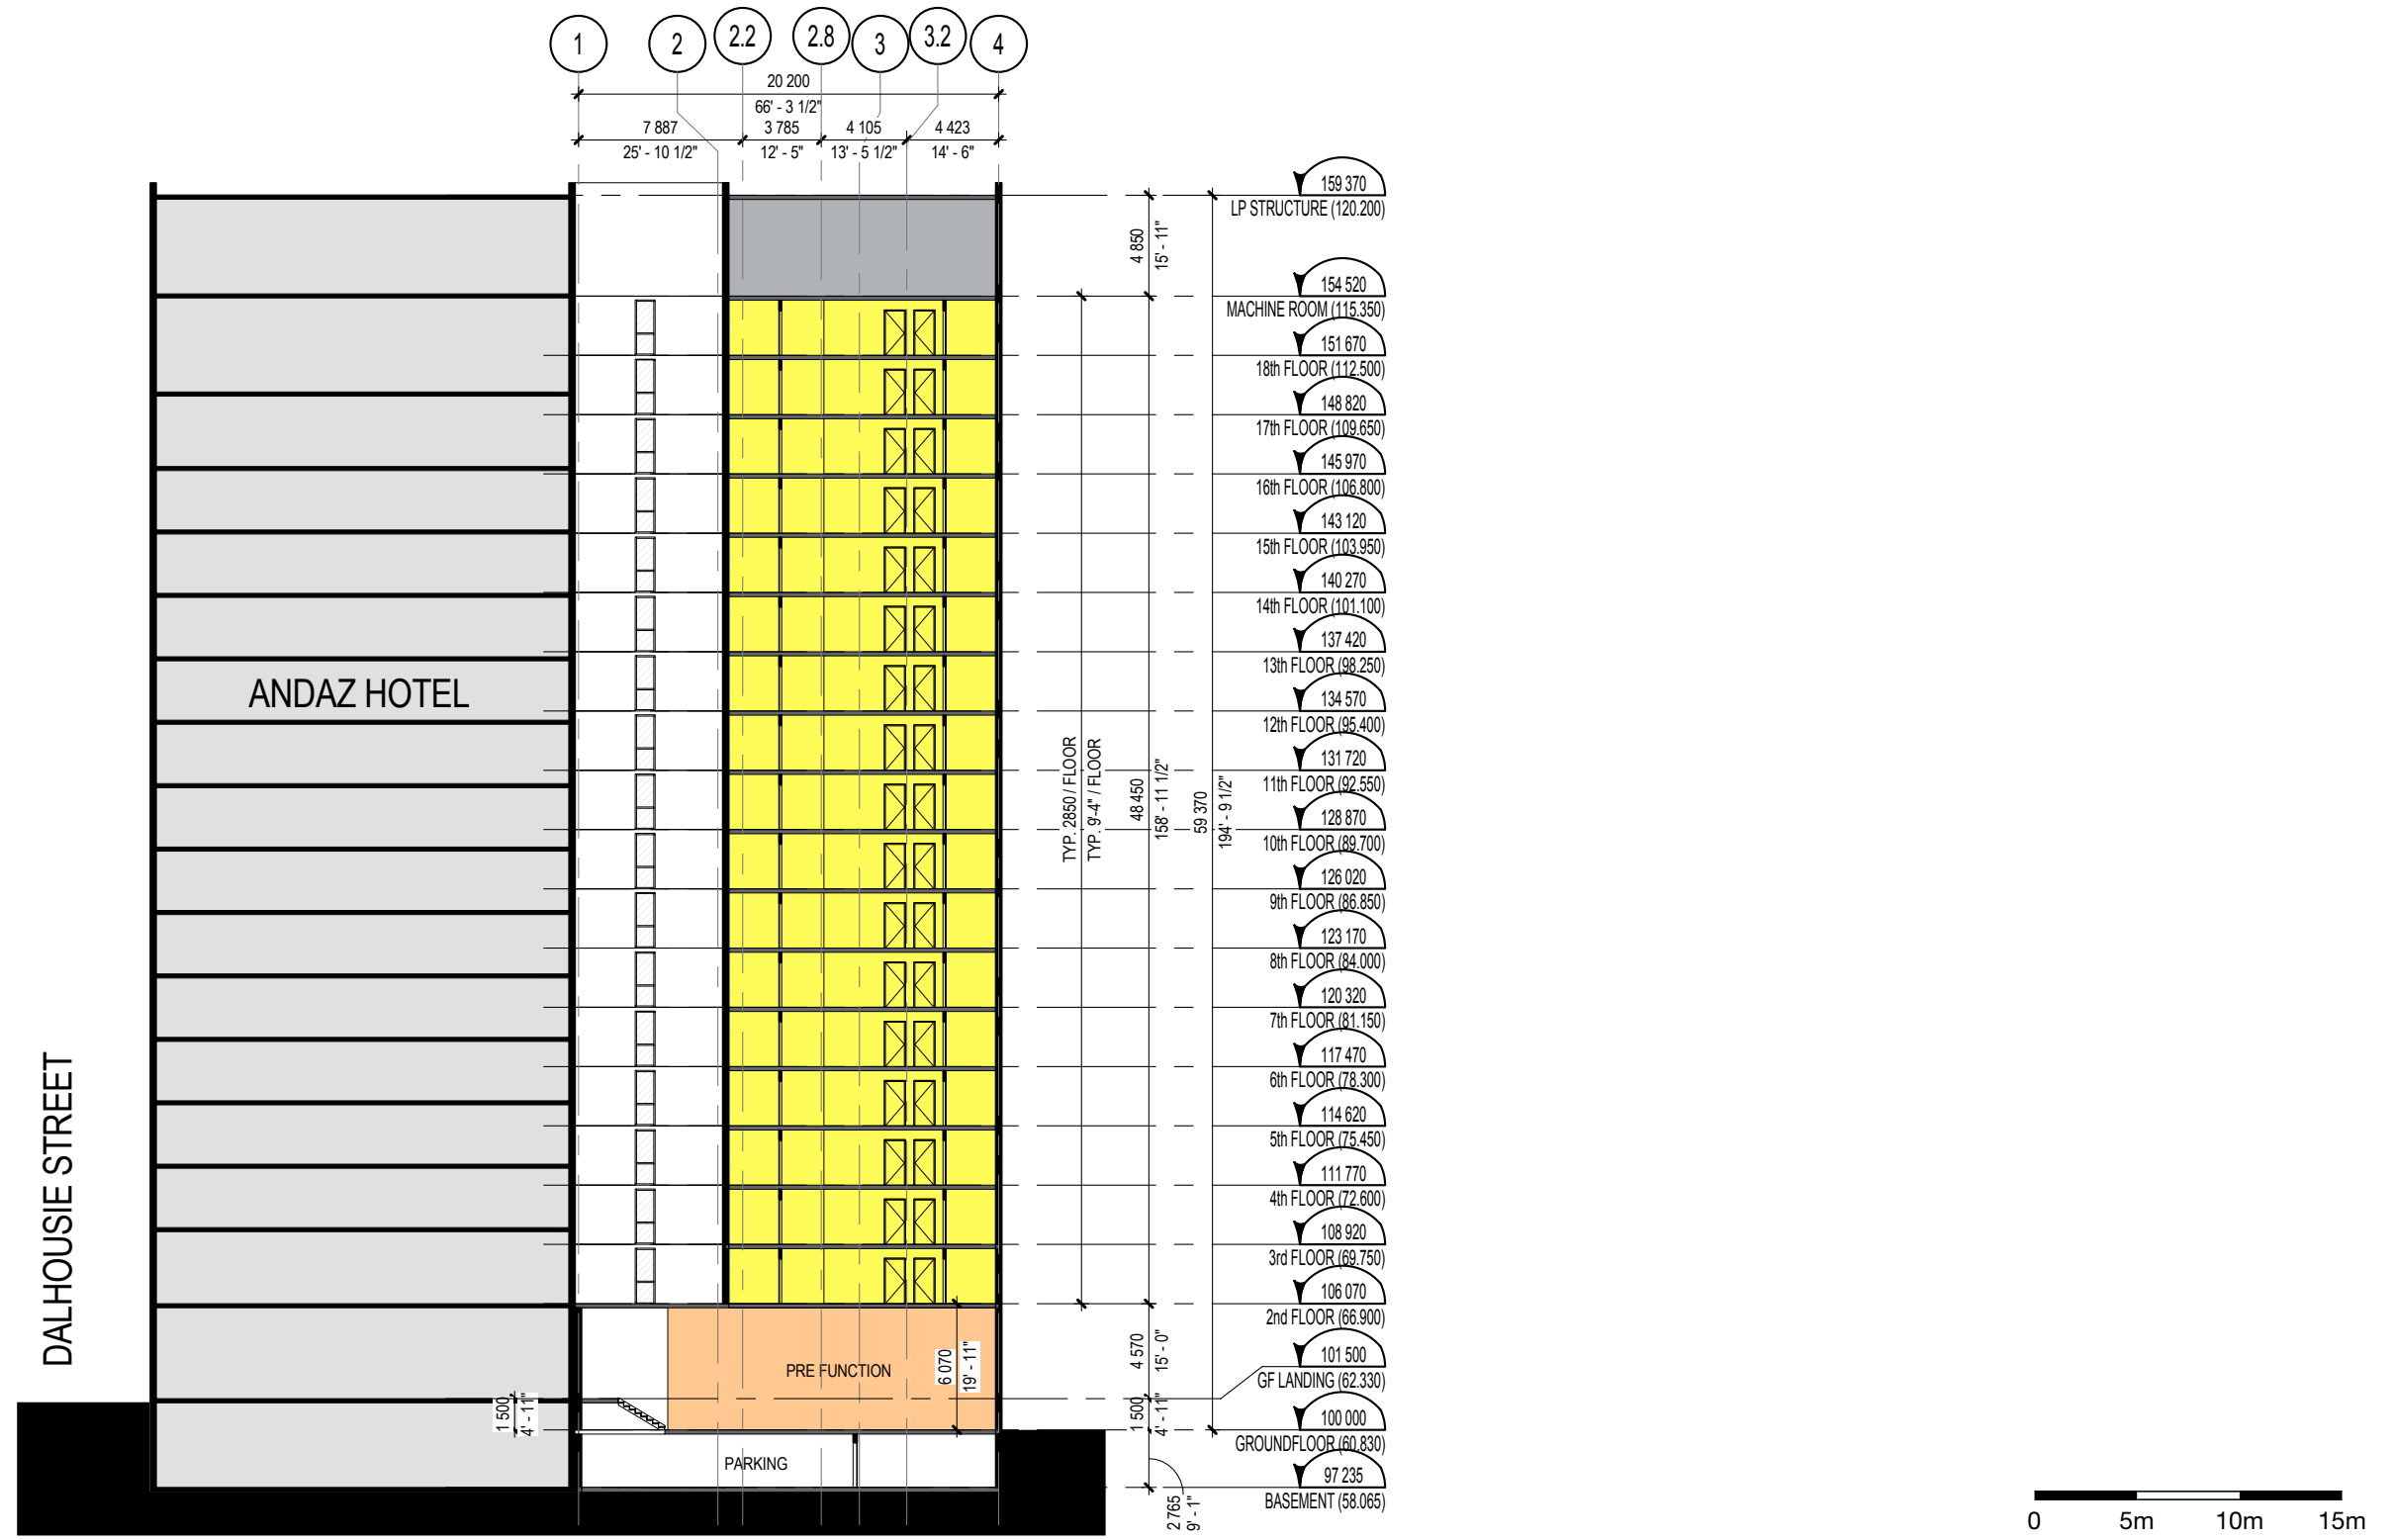 1 2 2.2 2.8 3 3.2 4
20 200
66' - 3 1/2"
7 887 3 785 4 105 4 423
25' - 10 1/2" 12' - 5" 13' - 5 1/2" 14' - 6"
159 370
LP STRUCTURE (120.200)
4 850
15' - 11"
154 520
MACHINE ROOM (115.350)
151 670
18th FLOOR (112.500)
148 820
17th FLOOR (109.650)
145 970
16th FLOOR (106.800)
143 120
15th FLOOR (103.950)
140 270
14th FLOOR (101.100)
137 420
13th FLOOR (98.250)
ANDAZ HOTEL
134 570
12th FLOOR (95.400)
131 720
11th FLOOR (92.550)
TYP. 2850 / FLOOR
TYP. 9'-4" / FLOOR
48 450
158' - 11 1/2"
59 370
194' - 9 1/2"
128 870
10th FLOOR (89.700)
126 020
9th FLOOR (86.850)
123 170
8th FLOOR (84.000)
120 320
7th FLOOR (81.150)
117 470
6th FLOOR (78.300)
114 620
5th FLOOR (75.450)
111 770
4th FLOOR (72.600)
DALHOUSIE STREET
108 920
3rd FLOOR (69.750)
106 070
2nd FLOOR (66.900)
PRE FUNCTION
6 070
19' - 11"
4 570
15' - 0"
101 500
GF LANDING (62.330)
1 500
4' - 11"
1 500
4' - 11"
100 000
GROUNDFLOOR (60.830)
PARKING
97 235
BASEMENT (58.065)
2 765
9' - 1"
0 5m 10m 15m